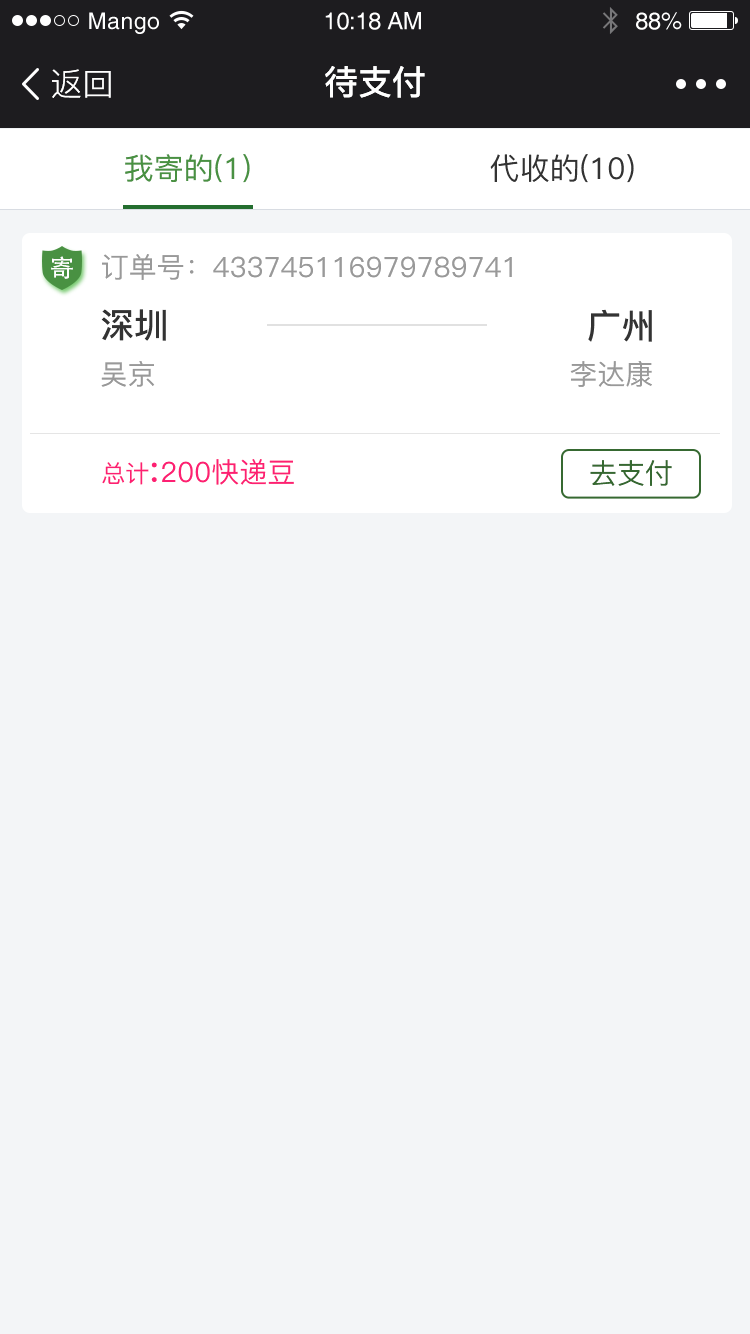 Mango 10:18 AM 88%
返回 待支付
我寄的(1) 代收的(10)
寄 订单号：433745116979789741
深圳 广州
吴京 李达康
总计:200快递豆 去支付